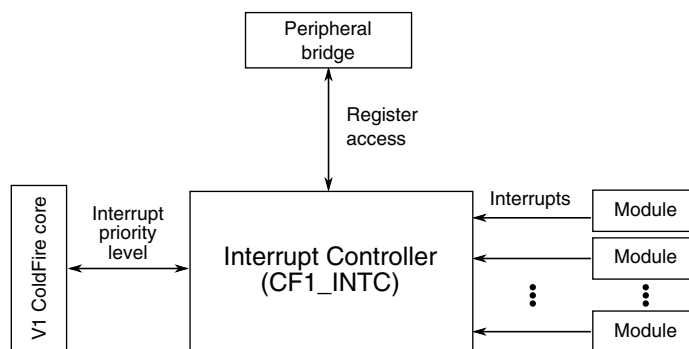 Peripheral
bridge
Register
access
V1 ColdFire core
Interrupt
priority
level
Interrupt Controller
(CF1_INTC)
Interrupts
Module
Module
Module